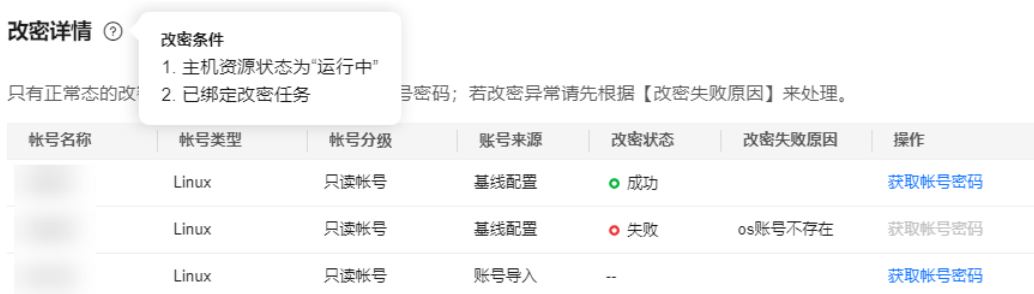 改密详情 ?
改密条件
1. 主机资源状态为“运行中”
2. 已绑定改密任务
只有正常态的改 号密码；若改密异常请先根据【改密失败原因】来处理。
帐号名称 帐号类型 帐号分级 账号来源 改密状态 改密失败原因 操作
Linux 只读帐号 基线配置 成功 获取帐号密码
Linux 只读帐号 基线配置 失败 os账号不存在 获取帐号密码
Linux 只读帐号 账号导入 -- 获取帐号密码